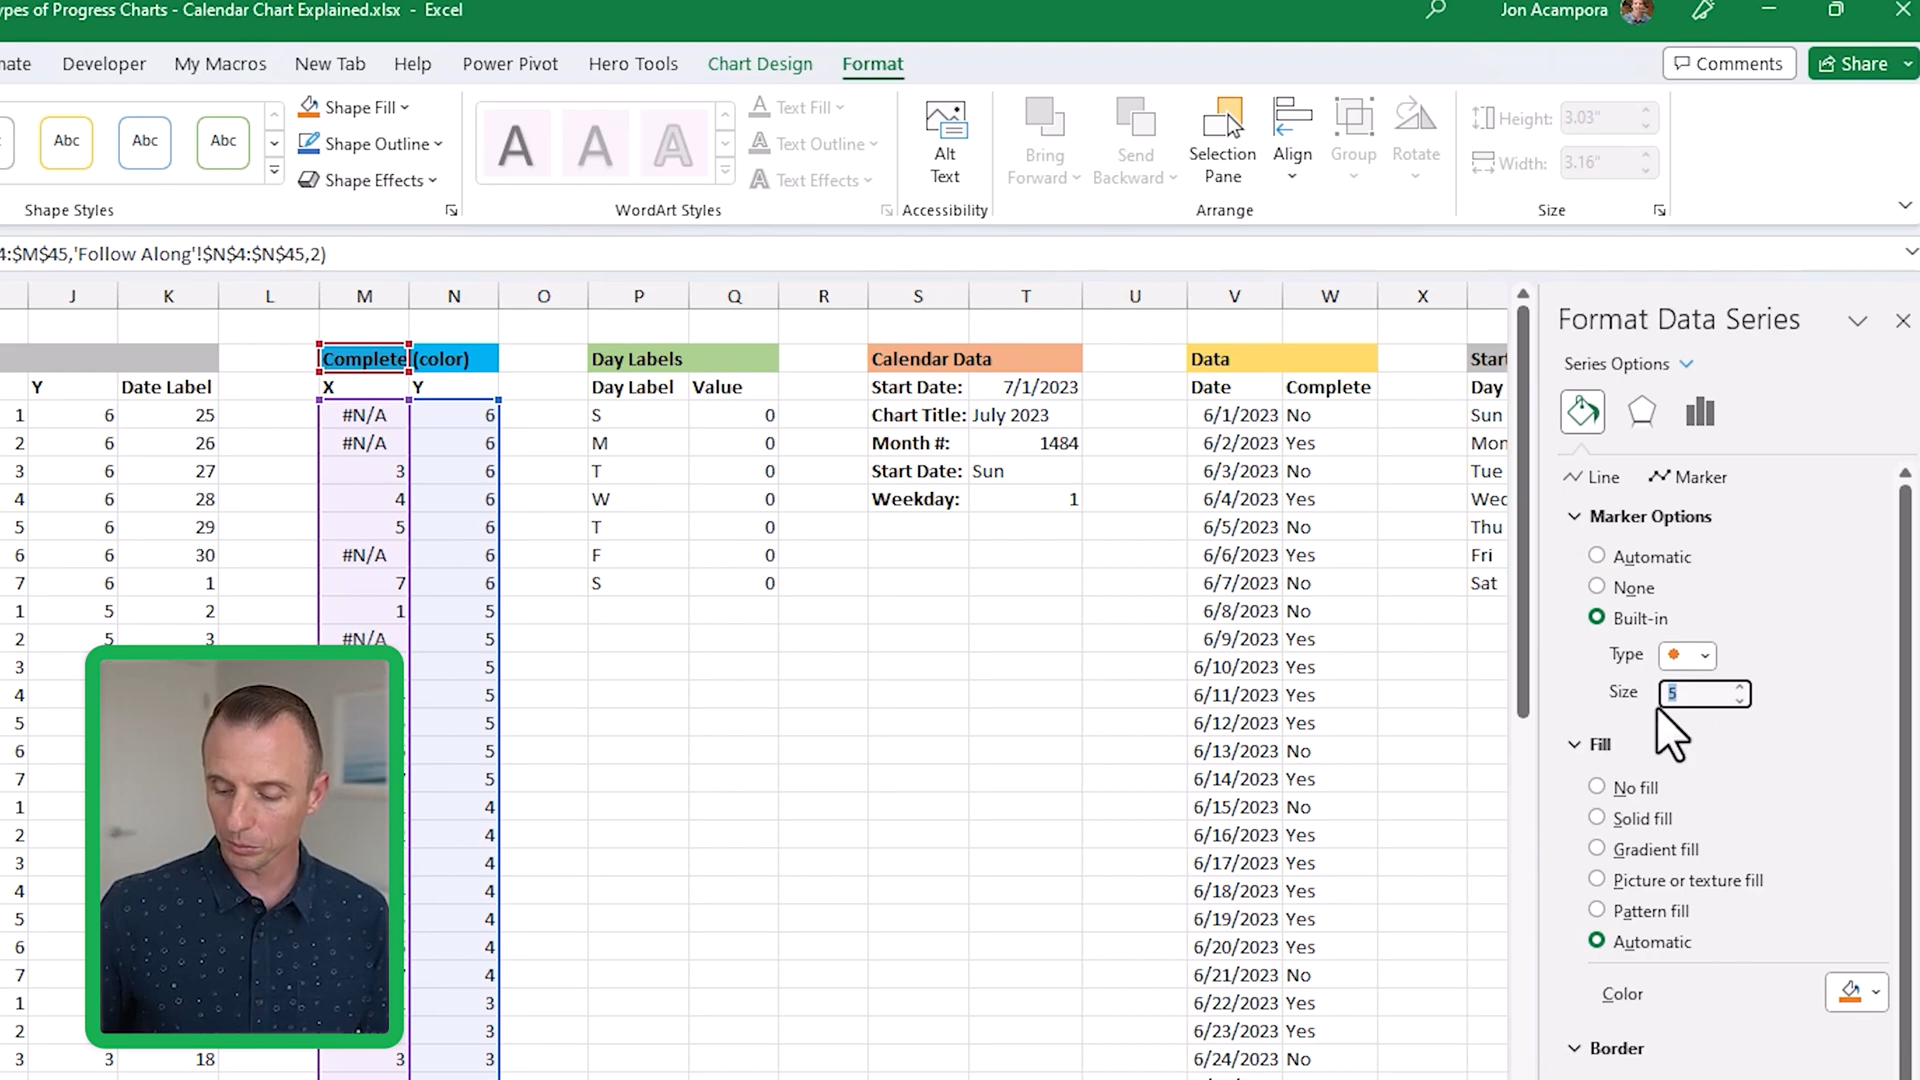 ypes of Progress Charts - Calendar Chart Explained.xlsx - Excel Jon Acampora
mate Developer My Macros New Tab Help Power Pivot Hero Tools Chart Design Format Comments Share
Abc Abc Abc Shape Fill Shape Outline Shape Effects Shape Styles
A A A Text Fill Text Outline Text Effects WordArt Styles
Alt Text Accessibility
Bring Forward Send Backward Selection Pane Align Group Rotate Arrange
Height: 3.03" Width: 3.16" Size
4:$M$45,'Follow Along'!$N$4:$N$45,2)
J K L M N O P Q R S T U V W X
Complete (color) Day Labels Calendar Data Data Start
Y Date Label X Y Day Label Value Start Date: 7/1/2023 Date Complete Day
1 6 25 #N/A 6 S 0 Chart Title: July 2023 6/1/2023 No Sun
2 6 26 #N/A 6 M 0 Month #: 1484 6/2/2023 Yes Mon
3 6 27 3 6 T 0 Start Date: Sun 6/3/2023 No Tue
4 6 28 4 6 W 0 Weekday: 1 6/4/2023 Yes Wed
5 6 29 5 6 T 0 6/5/2023 No Thu
6 6 30 #N/A 6 F 0 6/6/2023 Yes Fri
7 6 1 7 6 S 0 6/7/2023 No Sat
1 5 2 1 5 6/8/2023 No
2 5 3 #N/A 5 6/9/2023 Yes
3 5 6/10/2023 Yes
4 5 6/11/2023 Yes
5 5 6/12/2023 Yes
6 5 6/13/2023 No
7 5 6/14/2023 Yes
1 4 6/15/2023 No
2 4 6/16/2023 Yes
3 4 6/17/2023 Yes
4 4 6/18/2023 Yes
5 4 6/19/2023 Yes
6 4 6/20/2023 Yes
7 4 6/21/2023 No
1 3 6/22/2023 Yes
2 3 6/23/2023 Yes
3 3 18 3 3 6/24/2023 No
Format Data Series
Series Options
Line Marker
Marker Options
Automatic
None
Built-in
Type
Size 5
Fill
No fill
Solid fill
Gradient fill
Picture or texture fill
Pattern fill
Automatic
Color
Border